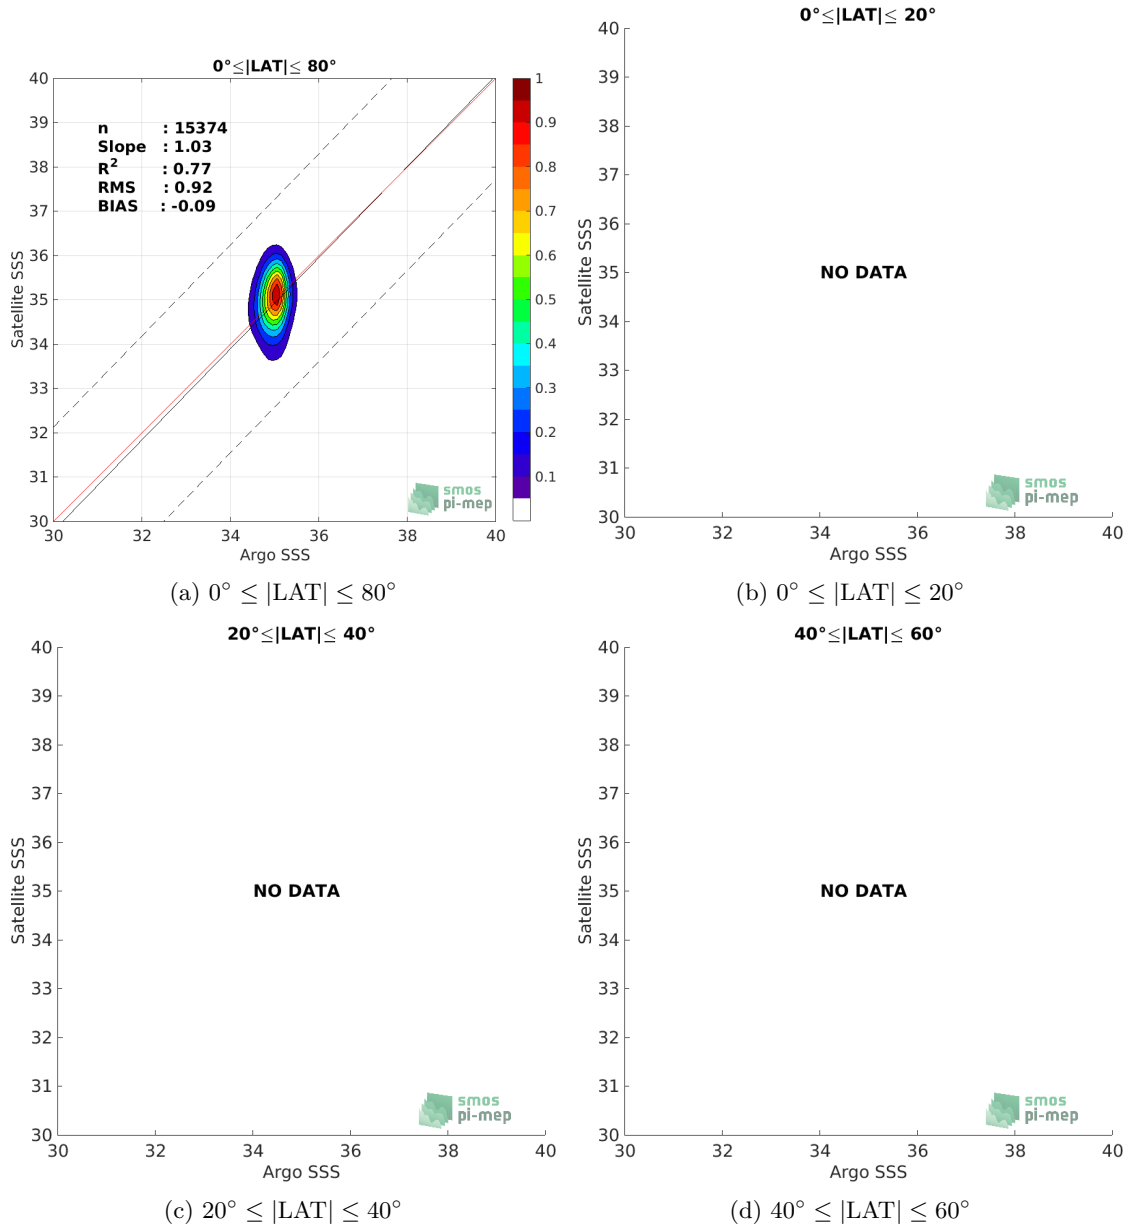 0°≤|LAT|≤ 80°
40
39
38
37
36
35
34
33
32
31
30
30
32
34
36
38
40
Satellite SSS
Argo SSS
n : 15374
Slope : 1.03
R² : 0.77
RMS : 0.92
BIAS : -0.09
1
0.9
0.8
0.7
0.6
0.5
0.4
0.3
0.2
0.1
smos
pi-mep
(a) 0° ≤ |LAT| ≤ 80°
0°≤|LAT|≤ 20°
40
39
38
37
36
35
34
33
32
31
30
30
32
34
36
38
40
Satellite SSS
Argo SSS
NO DATA
smos
pi-mep
(b) 0° ≤ |LAT| ≤ 20°
20°≤|LAT|≤ 40°
40
39
38
37
36
35
34
33
32
31
30
30
32
34
36
38
40
Satellite SSS
Argo SSS
NO DATA
smos
pi-mep
(c) 20° ≤ |LAT| ≤ 40°
40°≤|LAT|≤ 60°
40
39
38
37
36
35
34
33
32
31
30
30
32
34
36
38
40
Satellite SSS
Argo SSS
NO DATA
smos
pi-mep
(d) 40° ≤ |LAT| ≤ 60°